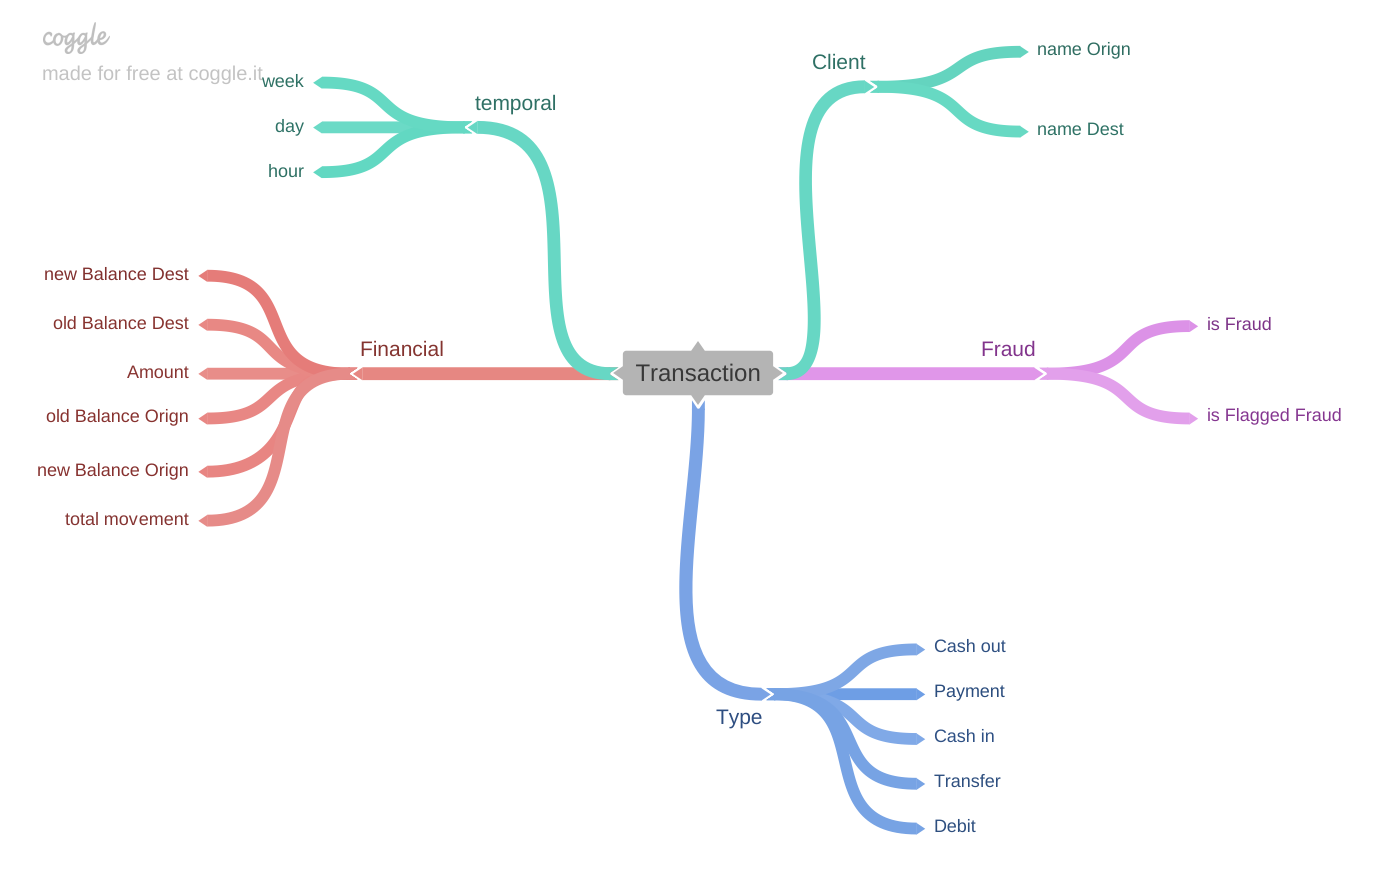 coggle
made for free at coggle.it
week
day
hour
temporal
Client
name Orign
name Dest
new Balance Dest
old Balance Dest
Amount
old Balance Orign
new Balance Orign
total movement
Financial
Transaction
Fraud
is Fraud
is Flagged Fraud
Type
Cash out
Payment
Cash in
Transfer
Debit